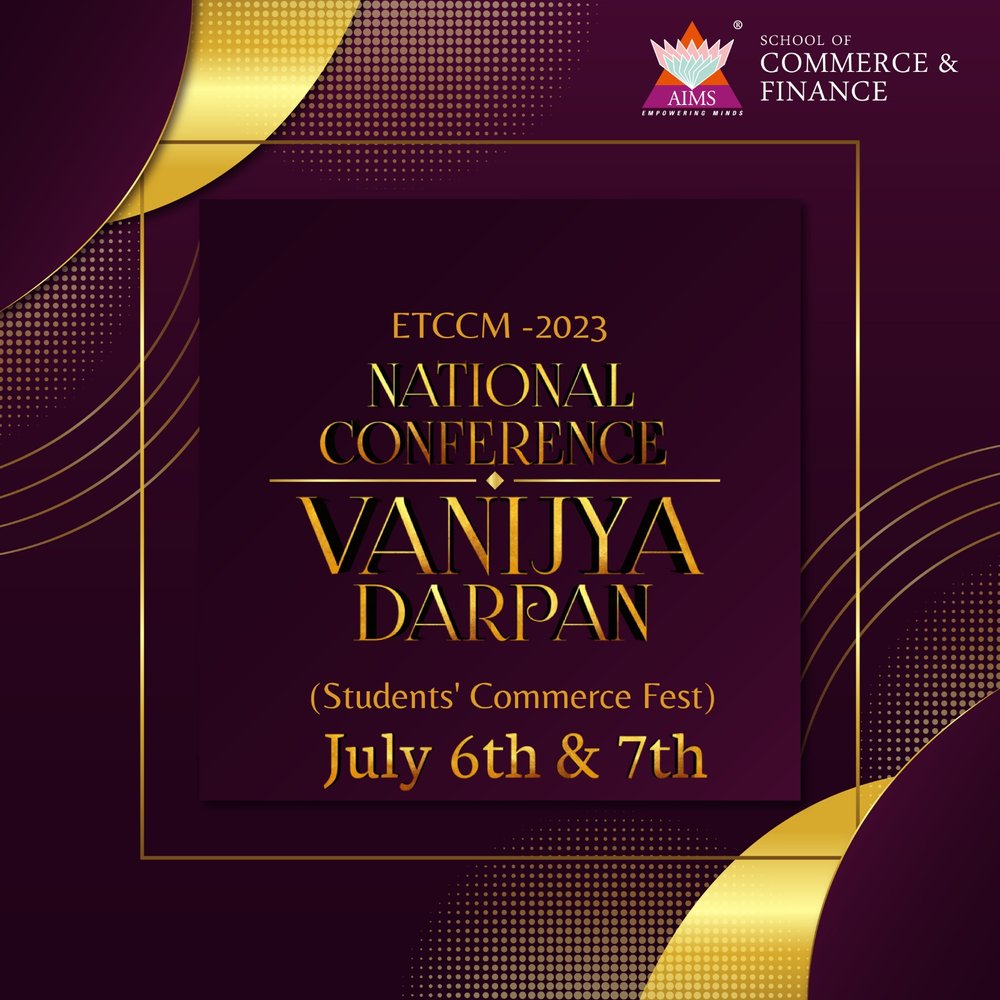 ®
AIMS
EMPOWERING MINDS
SCHOOL OF
COMMERCE &
FINANCE
ETCCM -2023
NATIONAL
CONFERENCE
VANIJYA
DARPAN
(Students' Commerce Fest)
July 6th & 7th